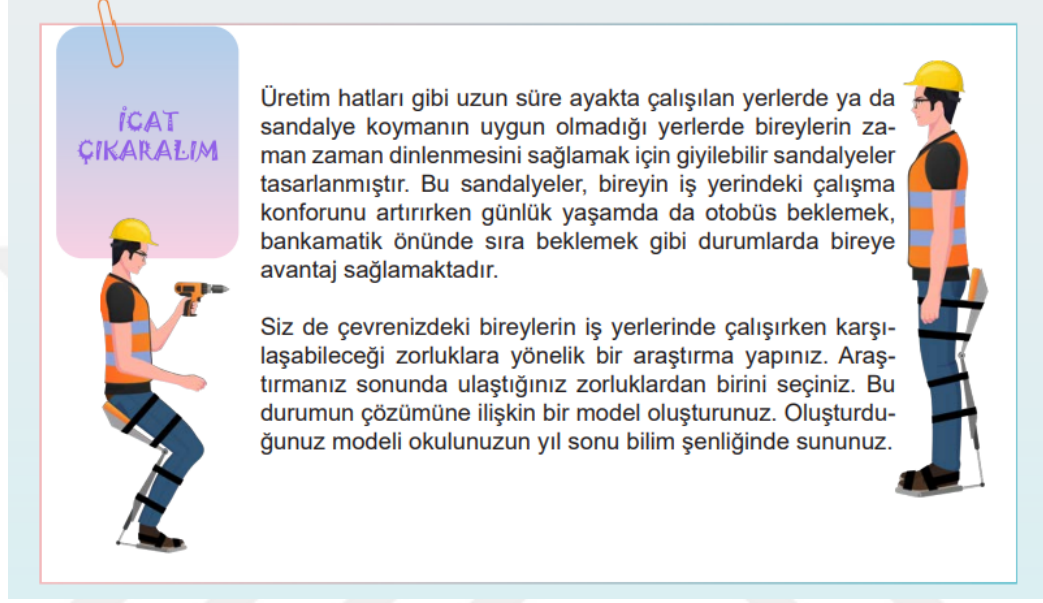 İCAT
ÇIKARALIM
Üretim hatları gibi uzun süre ayakta çalışılan yerlerde ya da
sandalye koymanın uygun olmadığı yerlerde bireylerin za-
man zaman dinlenmesini sağlamak için giyilebilir sandalyeler
tasarlanmıştır. Bu sandalyeler, bireyin iş yerindeki çalışma
konforunu artırırken günlük yaşamda da otobüs beklemek,
bankamatik önünde sıra beklemek gibi durumlarda bireye
avantaj sağlamaktadır.
Siz de çevrenizdeki bireylerin iş yerlerinde çalışırken karşı-
laşabileceği zorluklara yönelik bir araştırma yapınız. Araş-
tırmanız sonunda ulaştığınız zorluklardan birini seçiniz. Bu
durumun çözümüne ilişkin bir model oluşturunuz. Oluşturdu-
ğunuz modeli okulunuzun yıl sonu bilim şenliğinde sununuz.